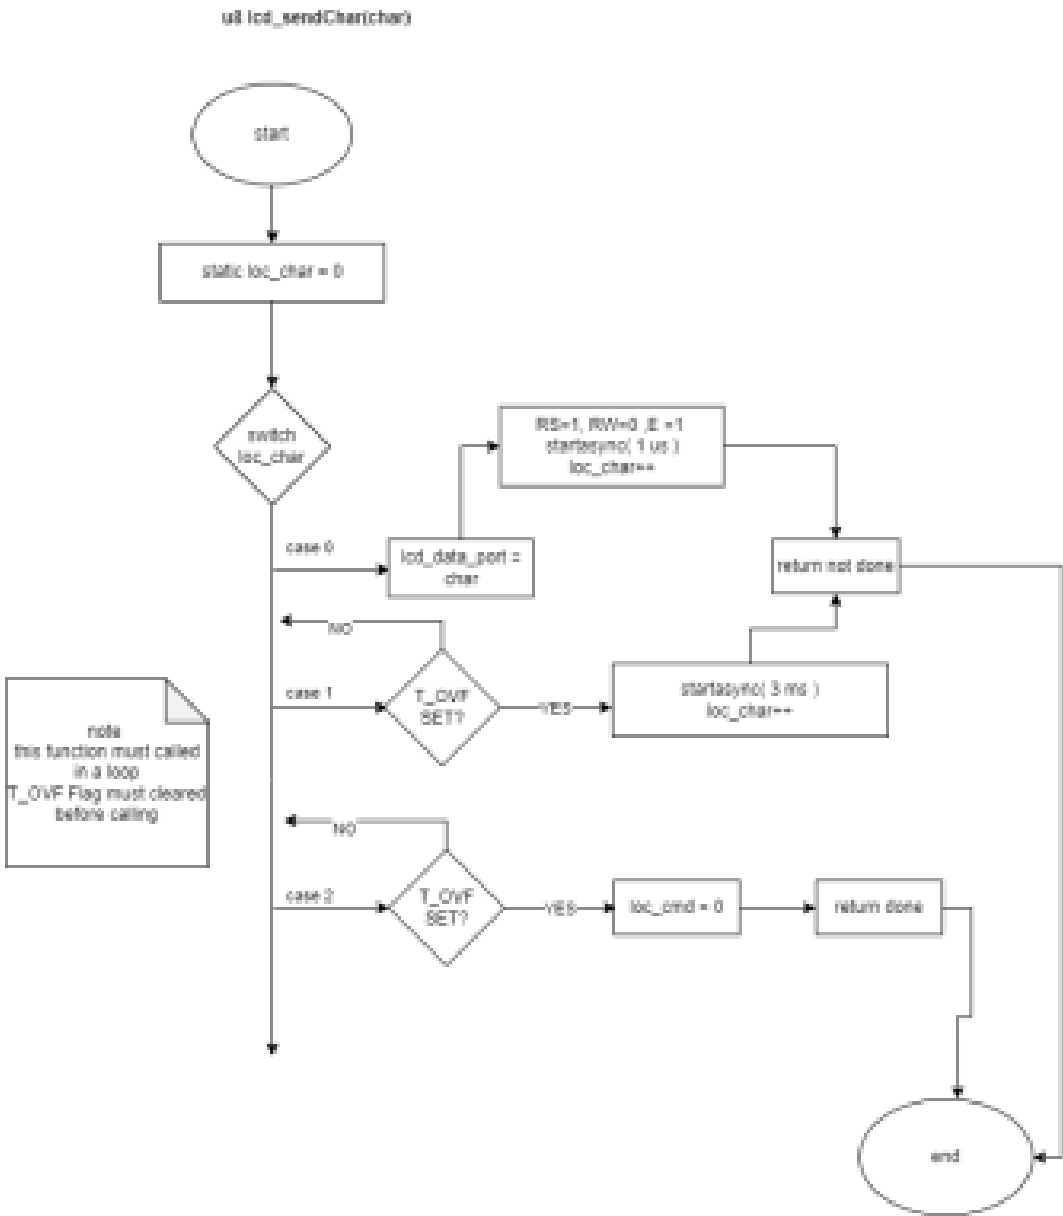 u8 lcd_sendChar(char)
start
static loc_char = 0
switch
loc_char
RS=1, RW=0 ,E =1
startasync( 1 us )
loc_char++
case 0
lcd_data_port =
char
return not done
NO
case 1
T_OVF
SET?
YES
startasync( 3 ms )
loc_char++
note
this function must called
in a loop
T_OVF Flag must cleared
before calling
NO
case 2
T_OVF
SET?
YES
loc_cmd = 0
return done
end